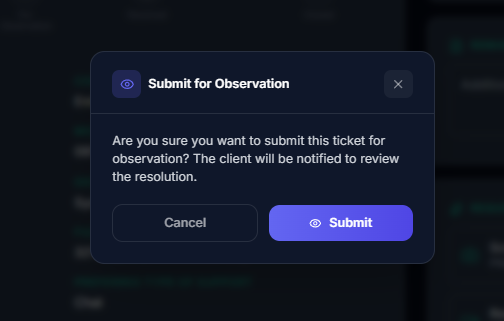 Submit for Observation
Are you sure you want to submit this ticket for
observation? The client will be notified to review
the resolution.
Cancel
Submit